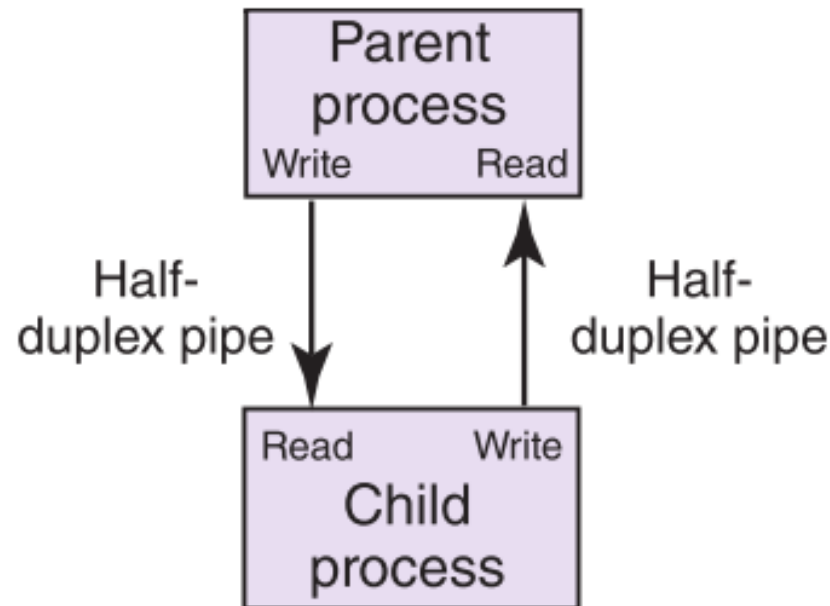 Parent
process
Write Read
Half-
duplex pipe
Half-
duplex pipe
Read Write
Child
process